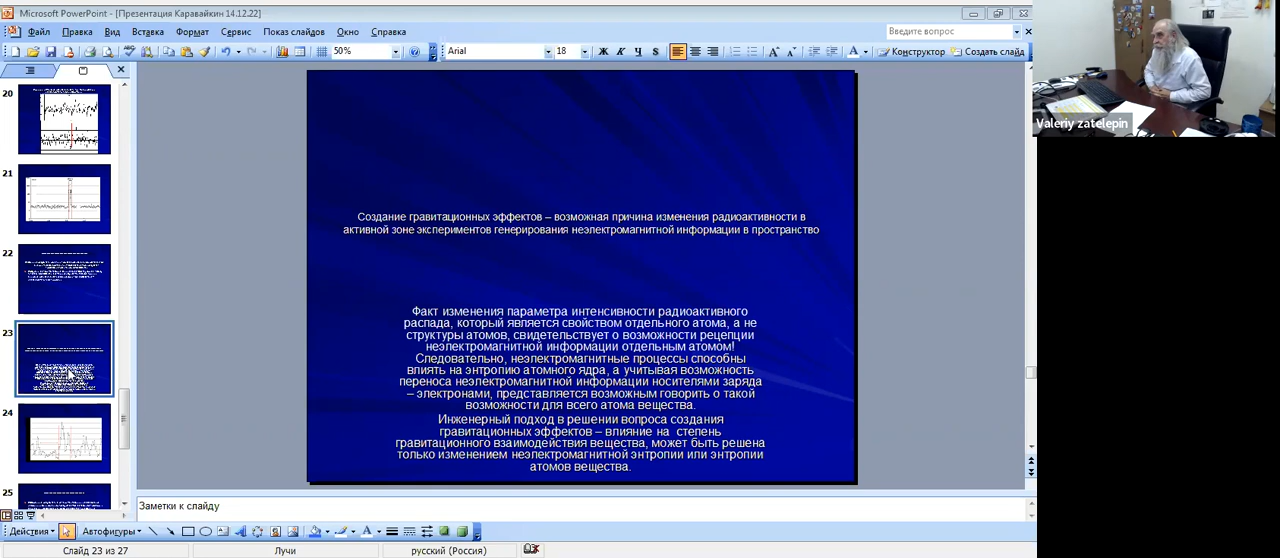 Microsoft PowerPoint - [Презентация Каравайкин 14.12.22]
Файл Правка Вид Вставка Формат Сервис Показ слайдов Окно Справка
Введите вопрос
50%
Arial
18
Ж К Ч S
Конструктор
Создать слайд
20
21
22
23
24
25
Создание гравитационных эффектов – возможная причина изменения радиоактивности в
активной зоне экспериментов генерирования неэлектромагнитной информации в пространство
Факт изменения параметра интенсивности радиоактивного
распада, который является свойством отдельного атома, а не
структуры атомов, свидетельствует о возможности рецепции
неэлектромагнитной информации отдельным атомом!
Следовательно, неэлектромагнитные процессы способны
влиять на энтропию атомного ядра, а учитывая возможность
переноса неэлектромагнитной информации носителями заряда
– электронами, представляется возможным говорить о такой
возможности для всего атома вещества.
Инженерный подход в решении вопроса создания
гравитационных эффектов – влияние на степень
гравитационного взаимодействия вещества, может быть решена
только изменением неэлектромагнитной энтропии или энтропии
атомов вещества.
Заметки к слайду
Действия
Автофигуры
Слайд 23 из 27
Лучи
русский (Россия)
Valeriy zatelepin